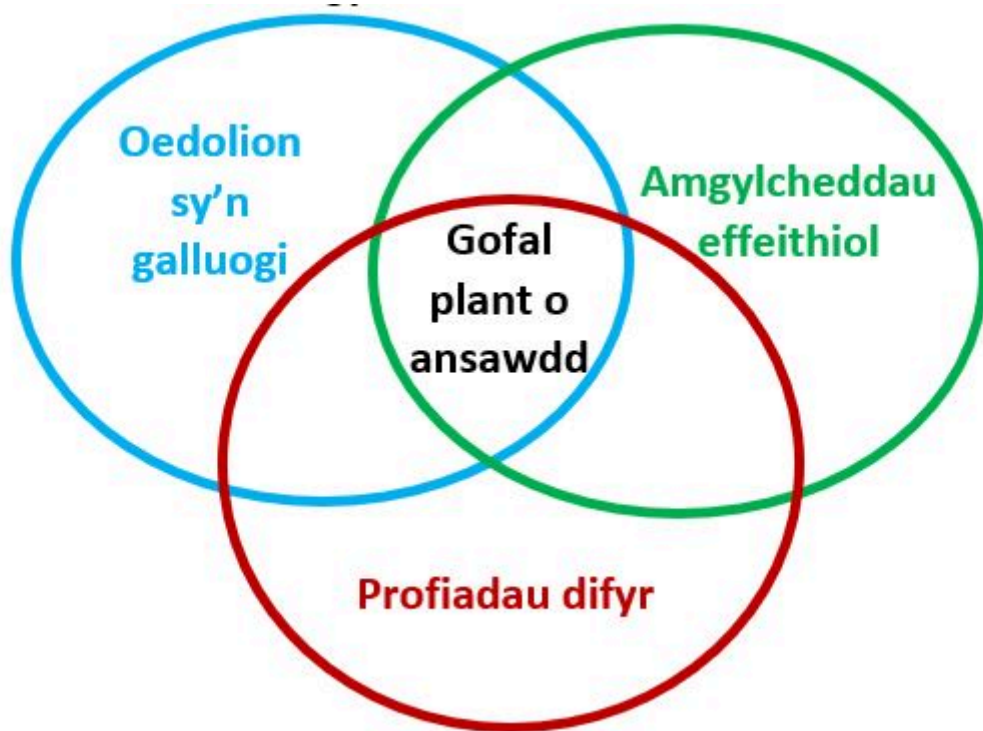 Oedolion
sy’n
galluogi
Amgylcheddau
effeithiol
Gofal
plant o
ansawdd
Profiadau difyr